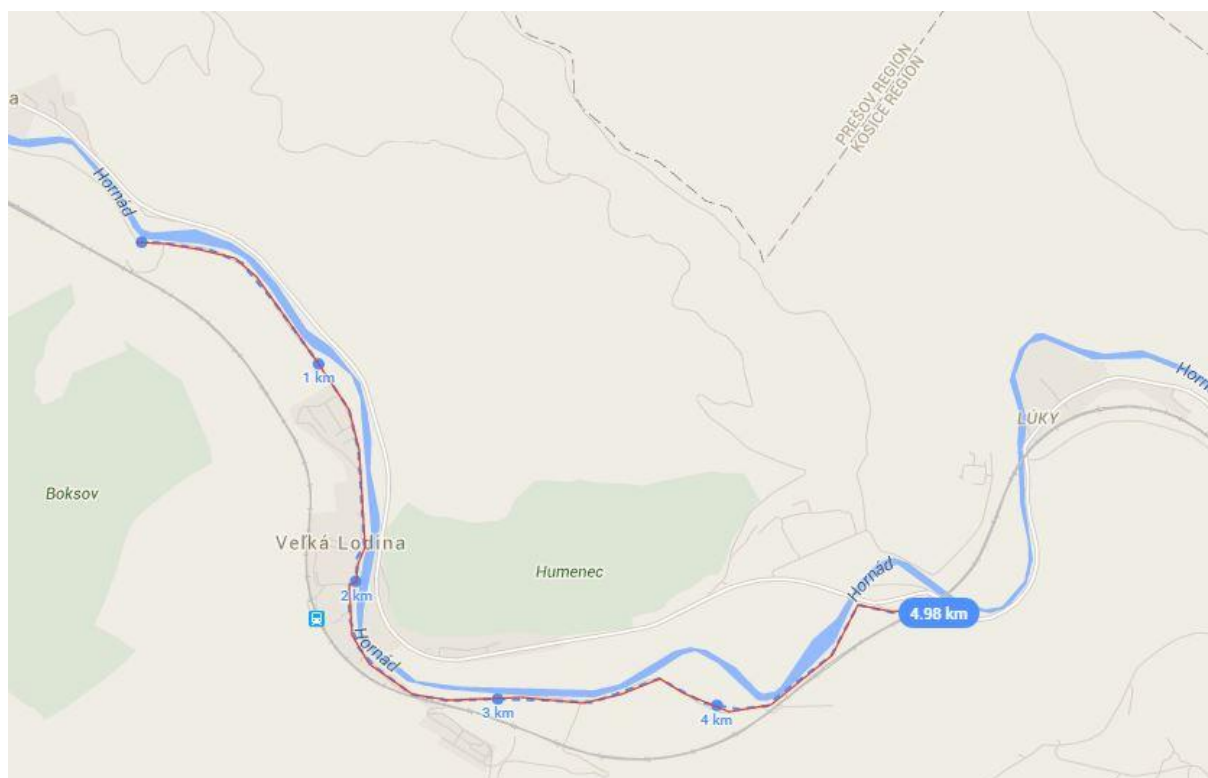 a
PREŠOV REGION
KOŠICE REGION
Hornád
1 km
Horn
LÚKY
Boksov
Veľká Lodina
Humenec
Hornád
2 km
4.98 km
Hornád
3 km
4 km